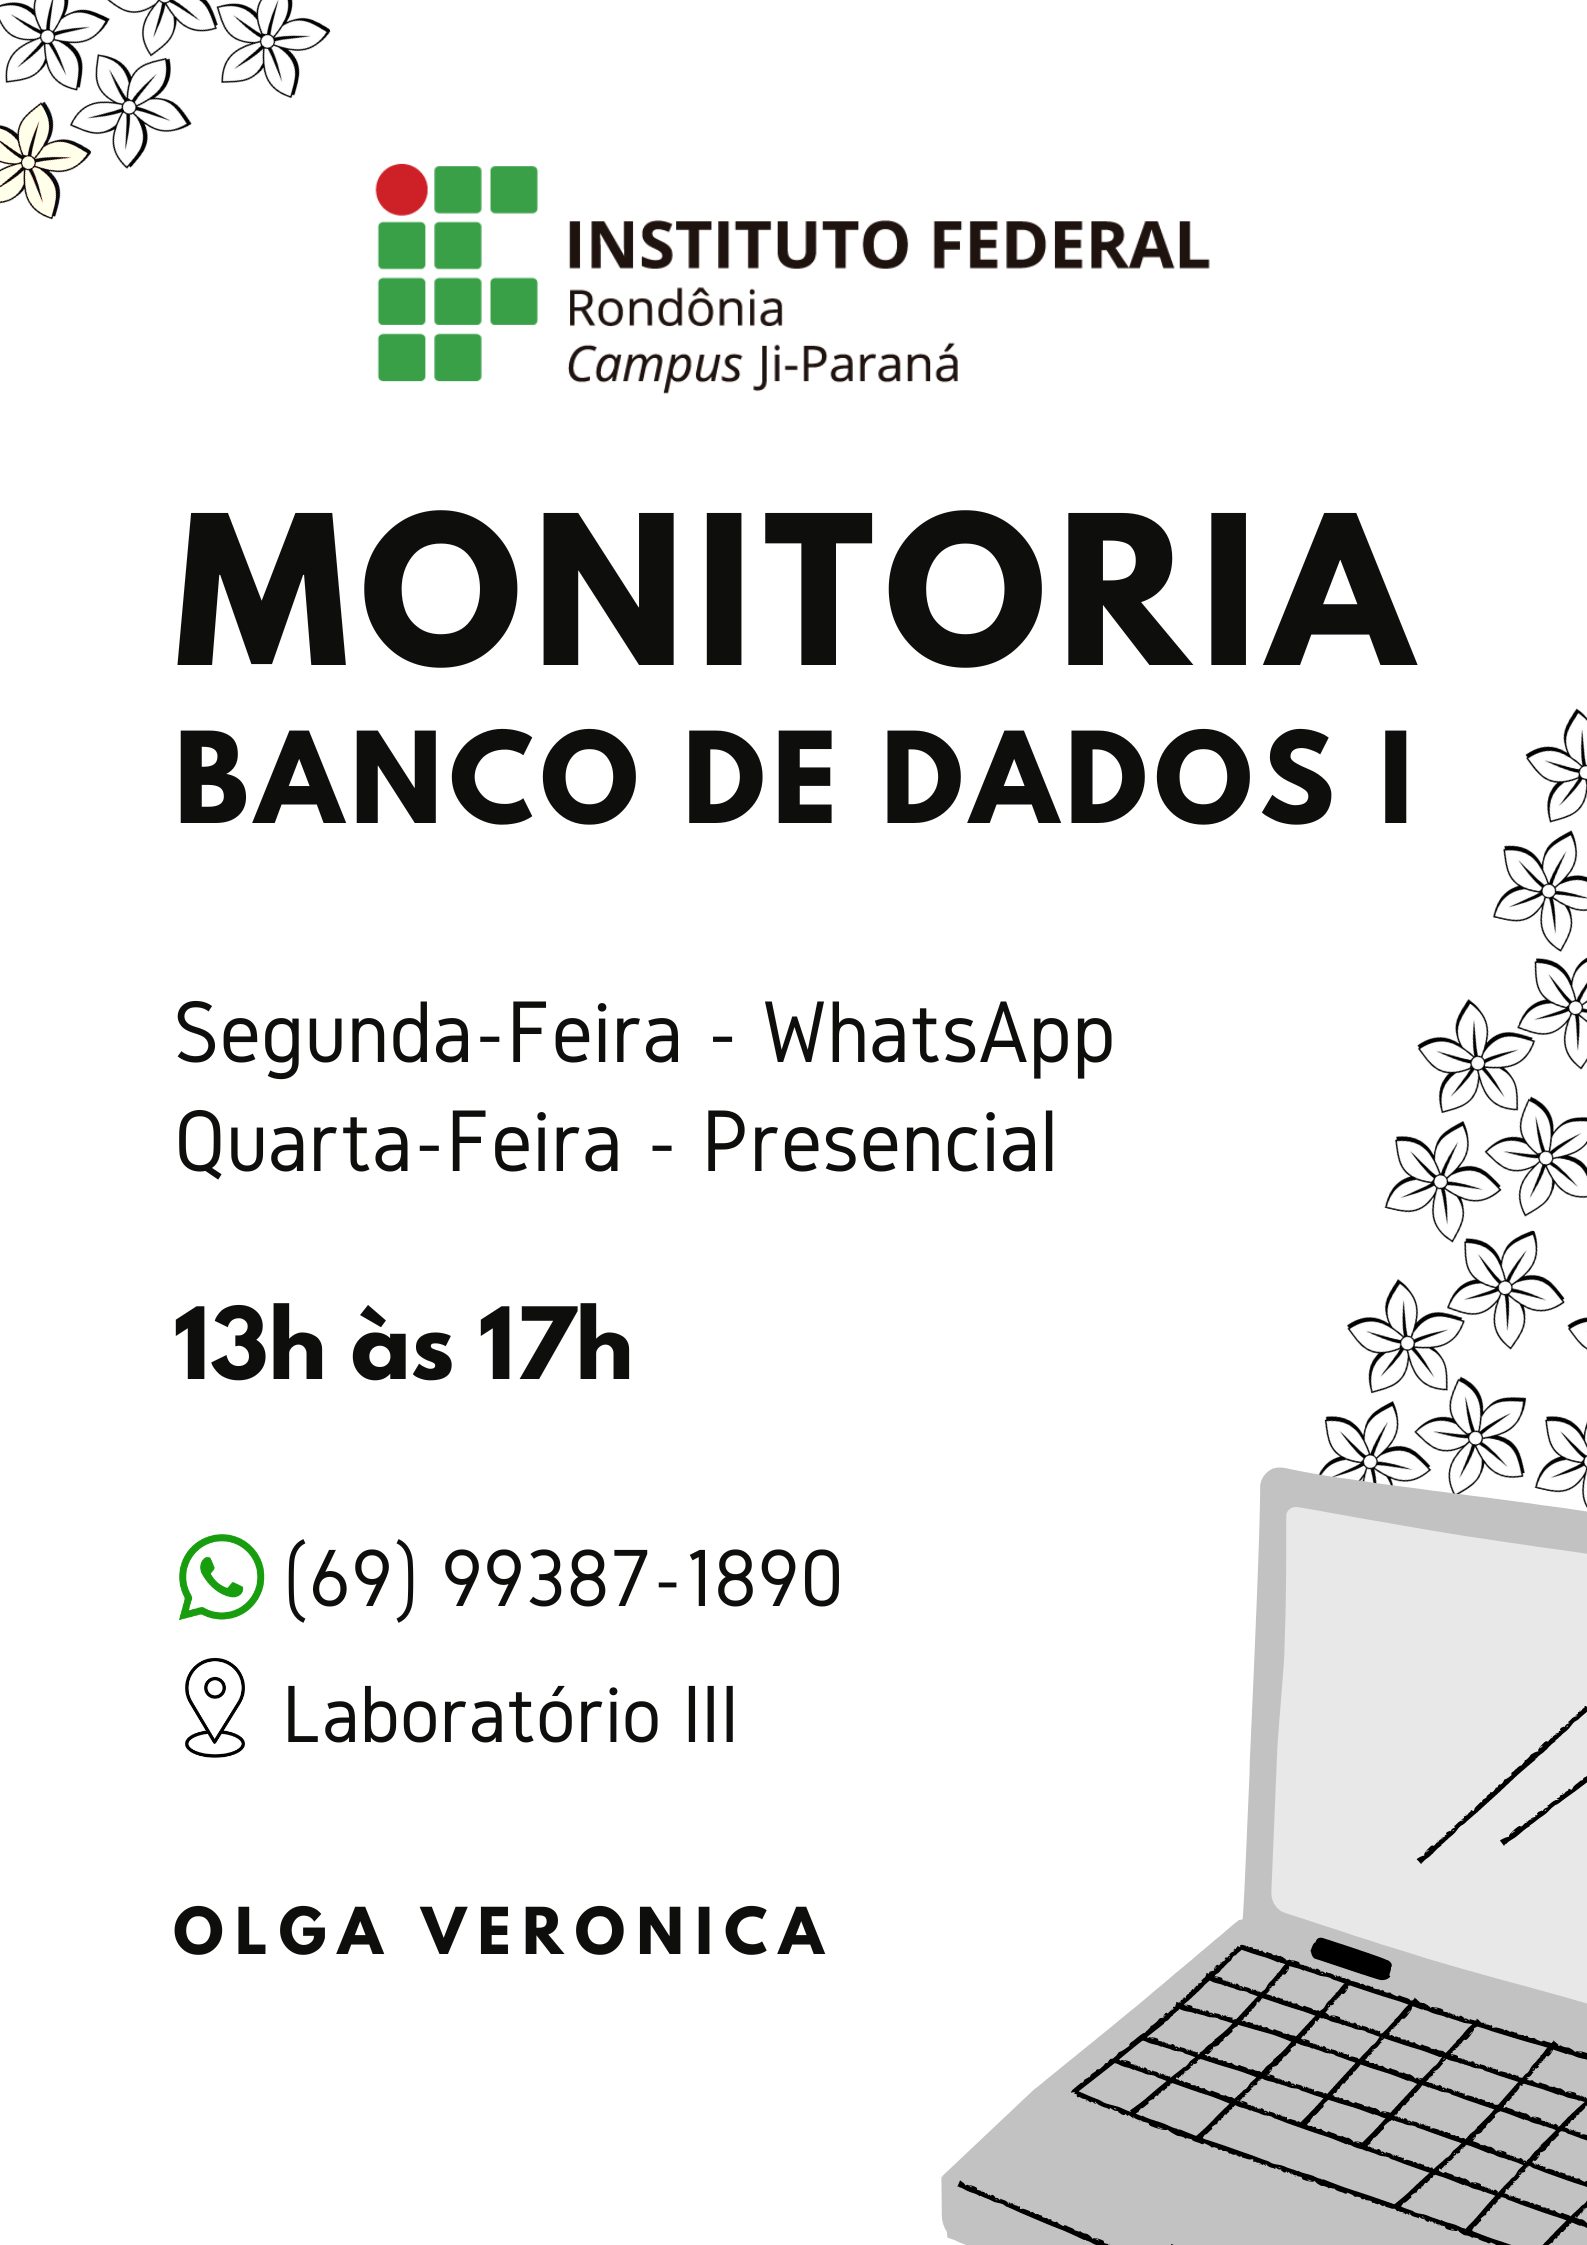 INSTITUTO FEDERAL
Rondônia
Campus Ji-Paraná
MONITORIA
BANCO DE DADOS I
Segunda-Feira - WhatsApp
Quarta-Feira - Presencial
13h às 17h
(69) 99387-1890
Laboratório III
OLGA VERONICA